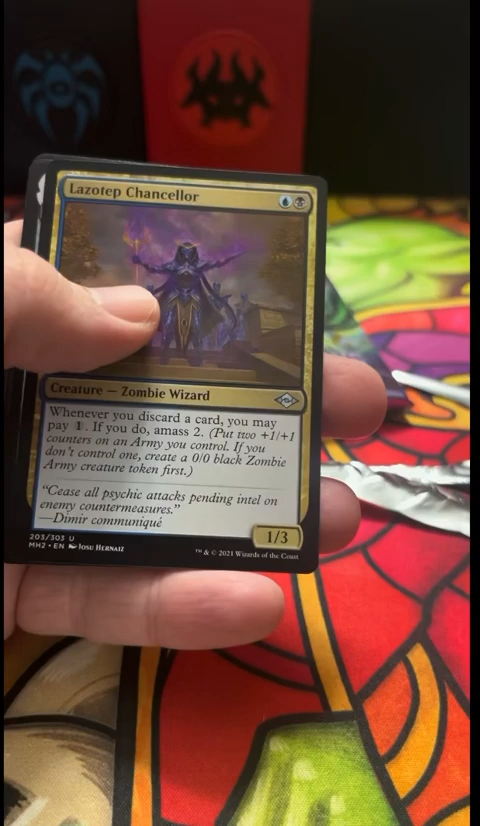 Lazotep Chancellor
Creature — Zombie Wizard
Whenever you discard a card, you may
pay 1. If you do, amass 2. (Put two +1/+1
counters on an Army you control. If you
don't control one, create a 0/0 black Zombie
Army creature token first.)
"Cease all psychic attacks pending intel on
enemy countermeasures."
—Dimir communiqué
1/3
203/303 U
MH2 • EN Josu Hernaiz
™ & © 2021 Wizards of the Coast